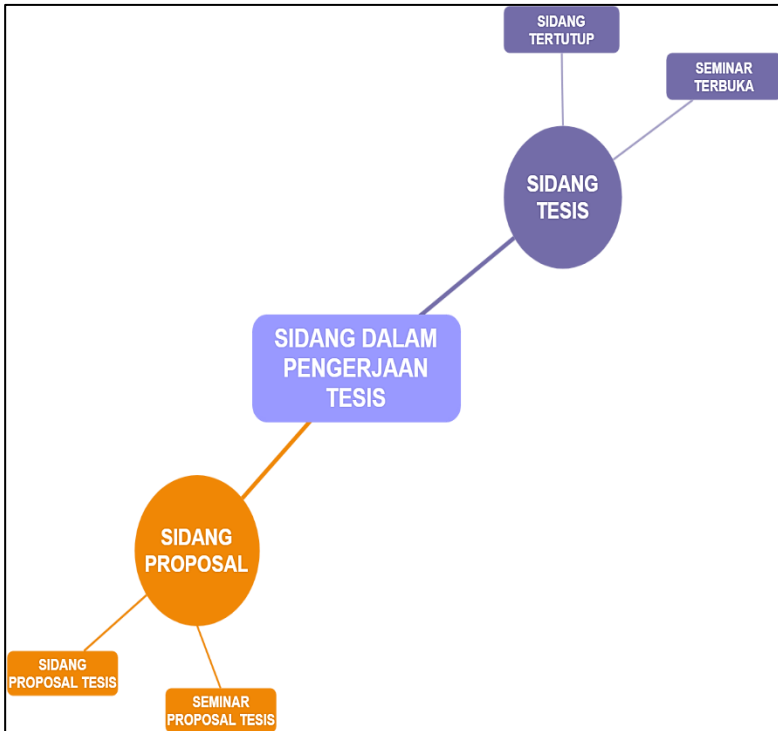 SIDANG
TERTUTUP
SEMINAR
TERBUKA
SIDANG
TESIS
SIDANG DALAM
PENGERJAAN
TESIS
SIDANG
PROPOSAL
SIDANG
PROPOSAL TESIS
SEMINAR
PROPOSAL TESIS